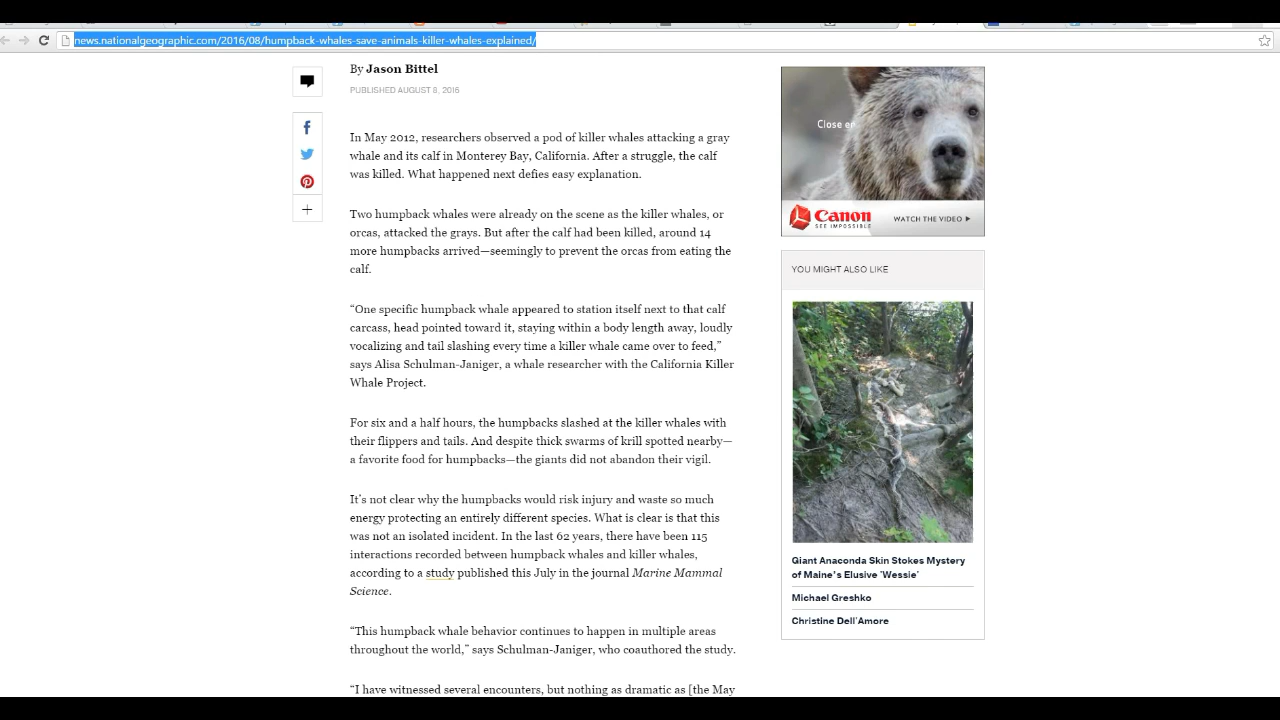 news.nationalgeographic.com/2016/08/humpback-whales-save-animals-killer-whales-explained/
By Jason Bittel
PUBLISHED AUGUST 8, 2016
In May 2012, researchers observed a pod of killer whales attacking a gray
whale and its calf in Monterey Bay, California. After a struggle, the calf
was killed. What happened next defies easy explanation.
Two humpback whales were already on the scene as the killer whales, or
orcas, attacked the grays. But after the calf had been killed, around 14
more humpbacks arrived—seemingly to prevent the orcas from eating the
calf.
“One specific humpback whale appeared to station itself next to that calf
carcass, head pointed toward it, staying within a body length away, loudly
vocalizing and tail slashing every time a killer whale came over to feed,”
says Alisa Schulman-Janiger, a whale researcher with the California Killer
Whale Project.
For six and a half hours, the humpbacks slashed at the killer whales with
their flippers and tails. And despite thick swarms of krill spotted nearby—
a favorite food for humpbacks—the giants did not abandon their vigil.
It’s not clear why the humpbacks would risk injury and waste so much
energy protecting an entirely different species. What is clear is that this
was not an isolated incident. In the last 62 years, there have been 115
interactions recorded between humpback whales and killer whales,
according to a study published this July in the journal Marine Mammal
Science.
“This humpback whale behavior continues to happen in multiple areas
throughout the world,” says Schulman-Janiger, who coauthored the study.
“I have witnessed several encounters, but nothing as dramatic as [the May
Close er
Canon
SEE IMPOSSIBLE
WATCH THE VIDEO
YOU MIGHT ALSO LIKE
Giant Anaconda Skin Stokes Mystery
of Maine's Elusive 'Wessie'
Michael Greshko
Christine Dell'Amore